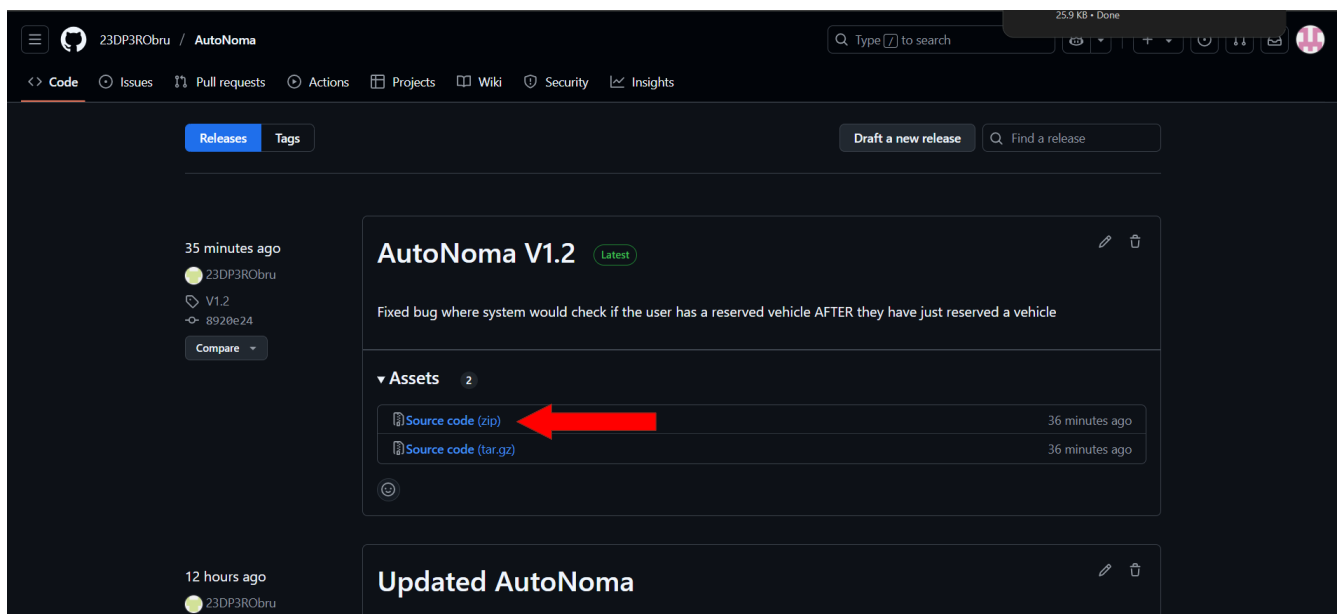 25.9 KB • Done
23DP3RObru / AutoNoma
Type / to search
Code Issues Pull requests Actions Projects Wiki Security Insights
Releases Tags
Draft a new release
Find a release
35 minutes ago
23DP3RObru
V1.2
8920e24
Compare
AutoNoma V1.2 Latest
Fixed bug where system would check if the user has a reserved vehicle AFTER they have just reserved a vehicle
Assets 2
Source code (zip) 36 minutes ago
Source code (tar.gz) 36 minutes ago
12 hours ago
23DP3RObru
Updated AutoNoma